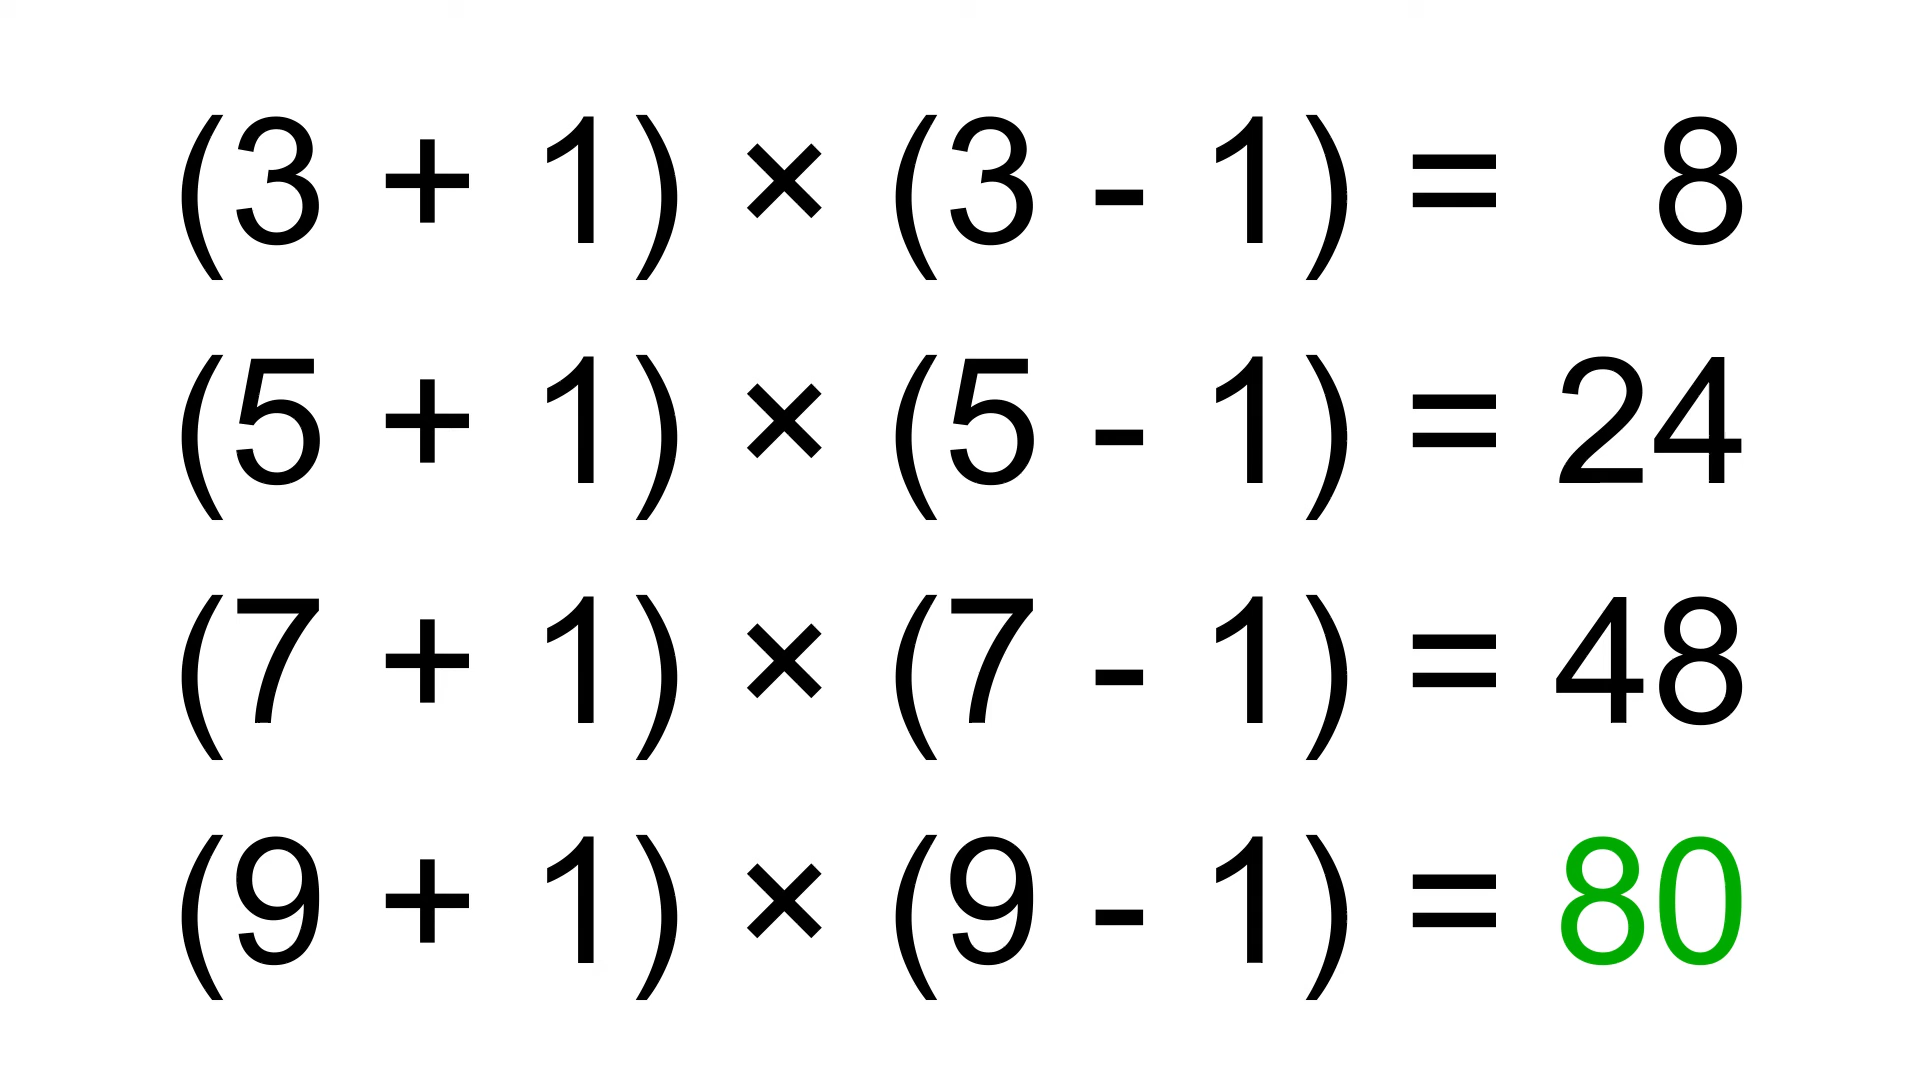 (3 + 1) × (3 - 1) = 8
(5 + 1) × (5 - 1) = 24
(7 + 1) × (7 - 1) = 48
(9 + 1) × (9 - 1) = 80